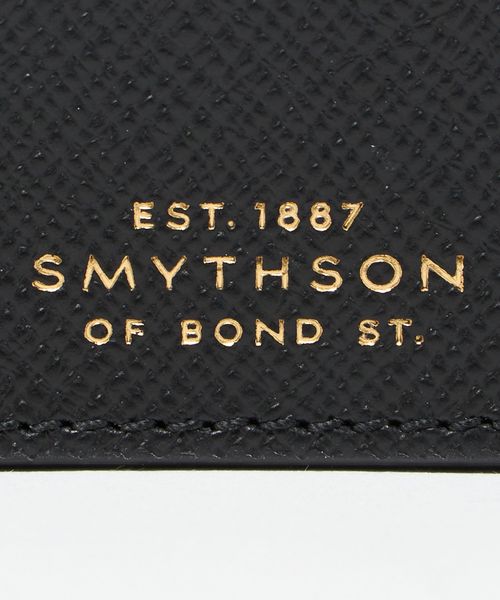 EST. 1887
SMYTHSON
OF BOND ST.